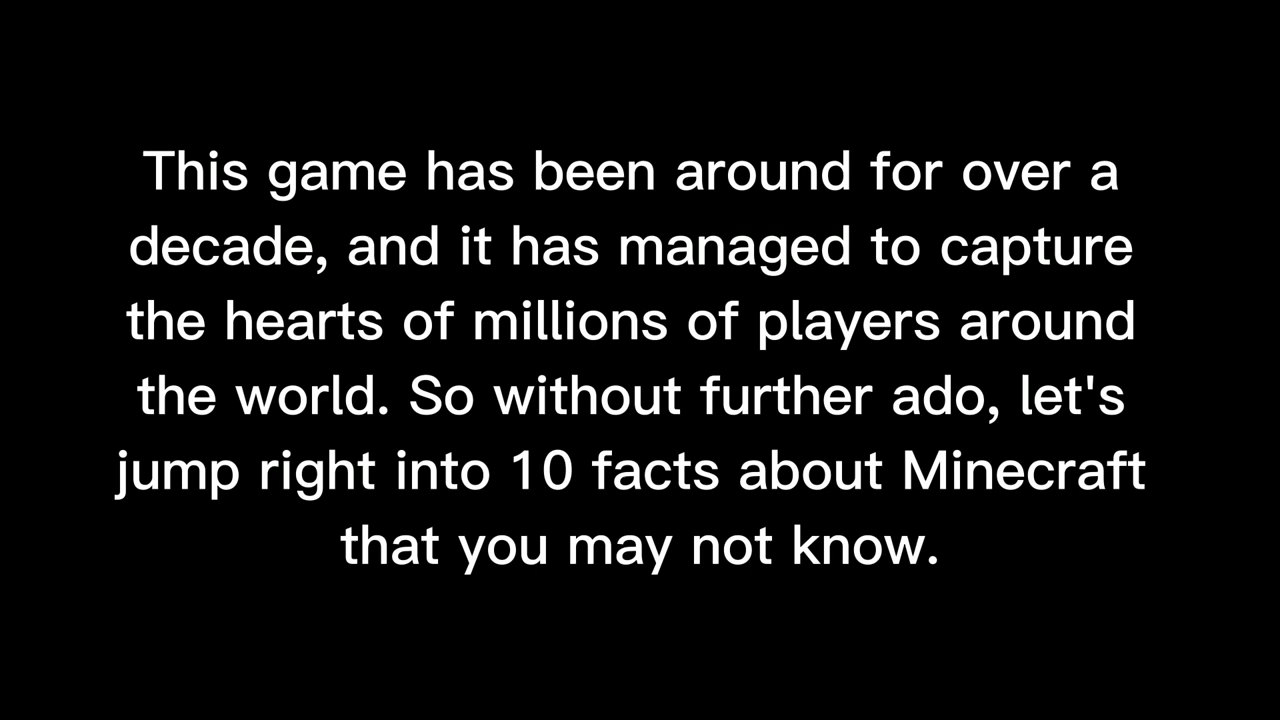 This game has been around for over a
decade, and it has managed to capture
the hearts of millions of players around
the world. So without further ado, let's
jump right into 10 facts about Minecraft
that you may not know.